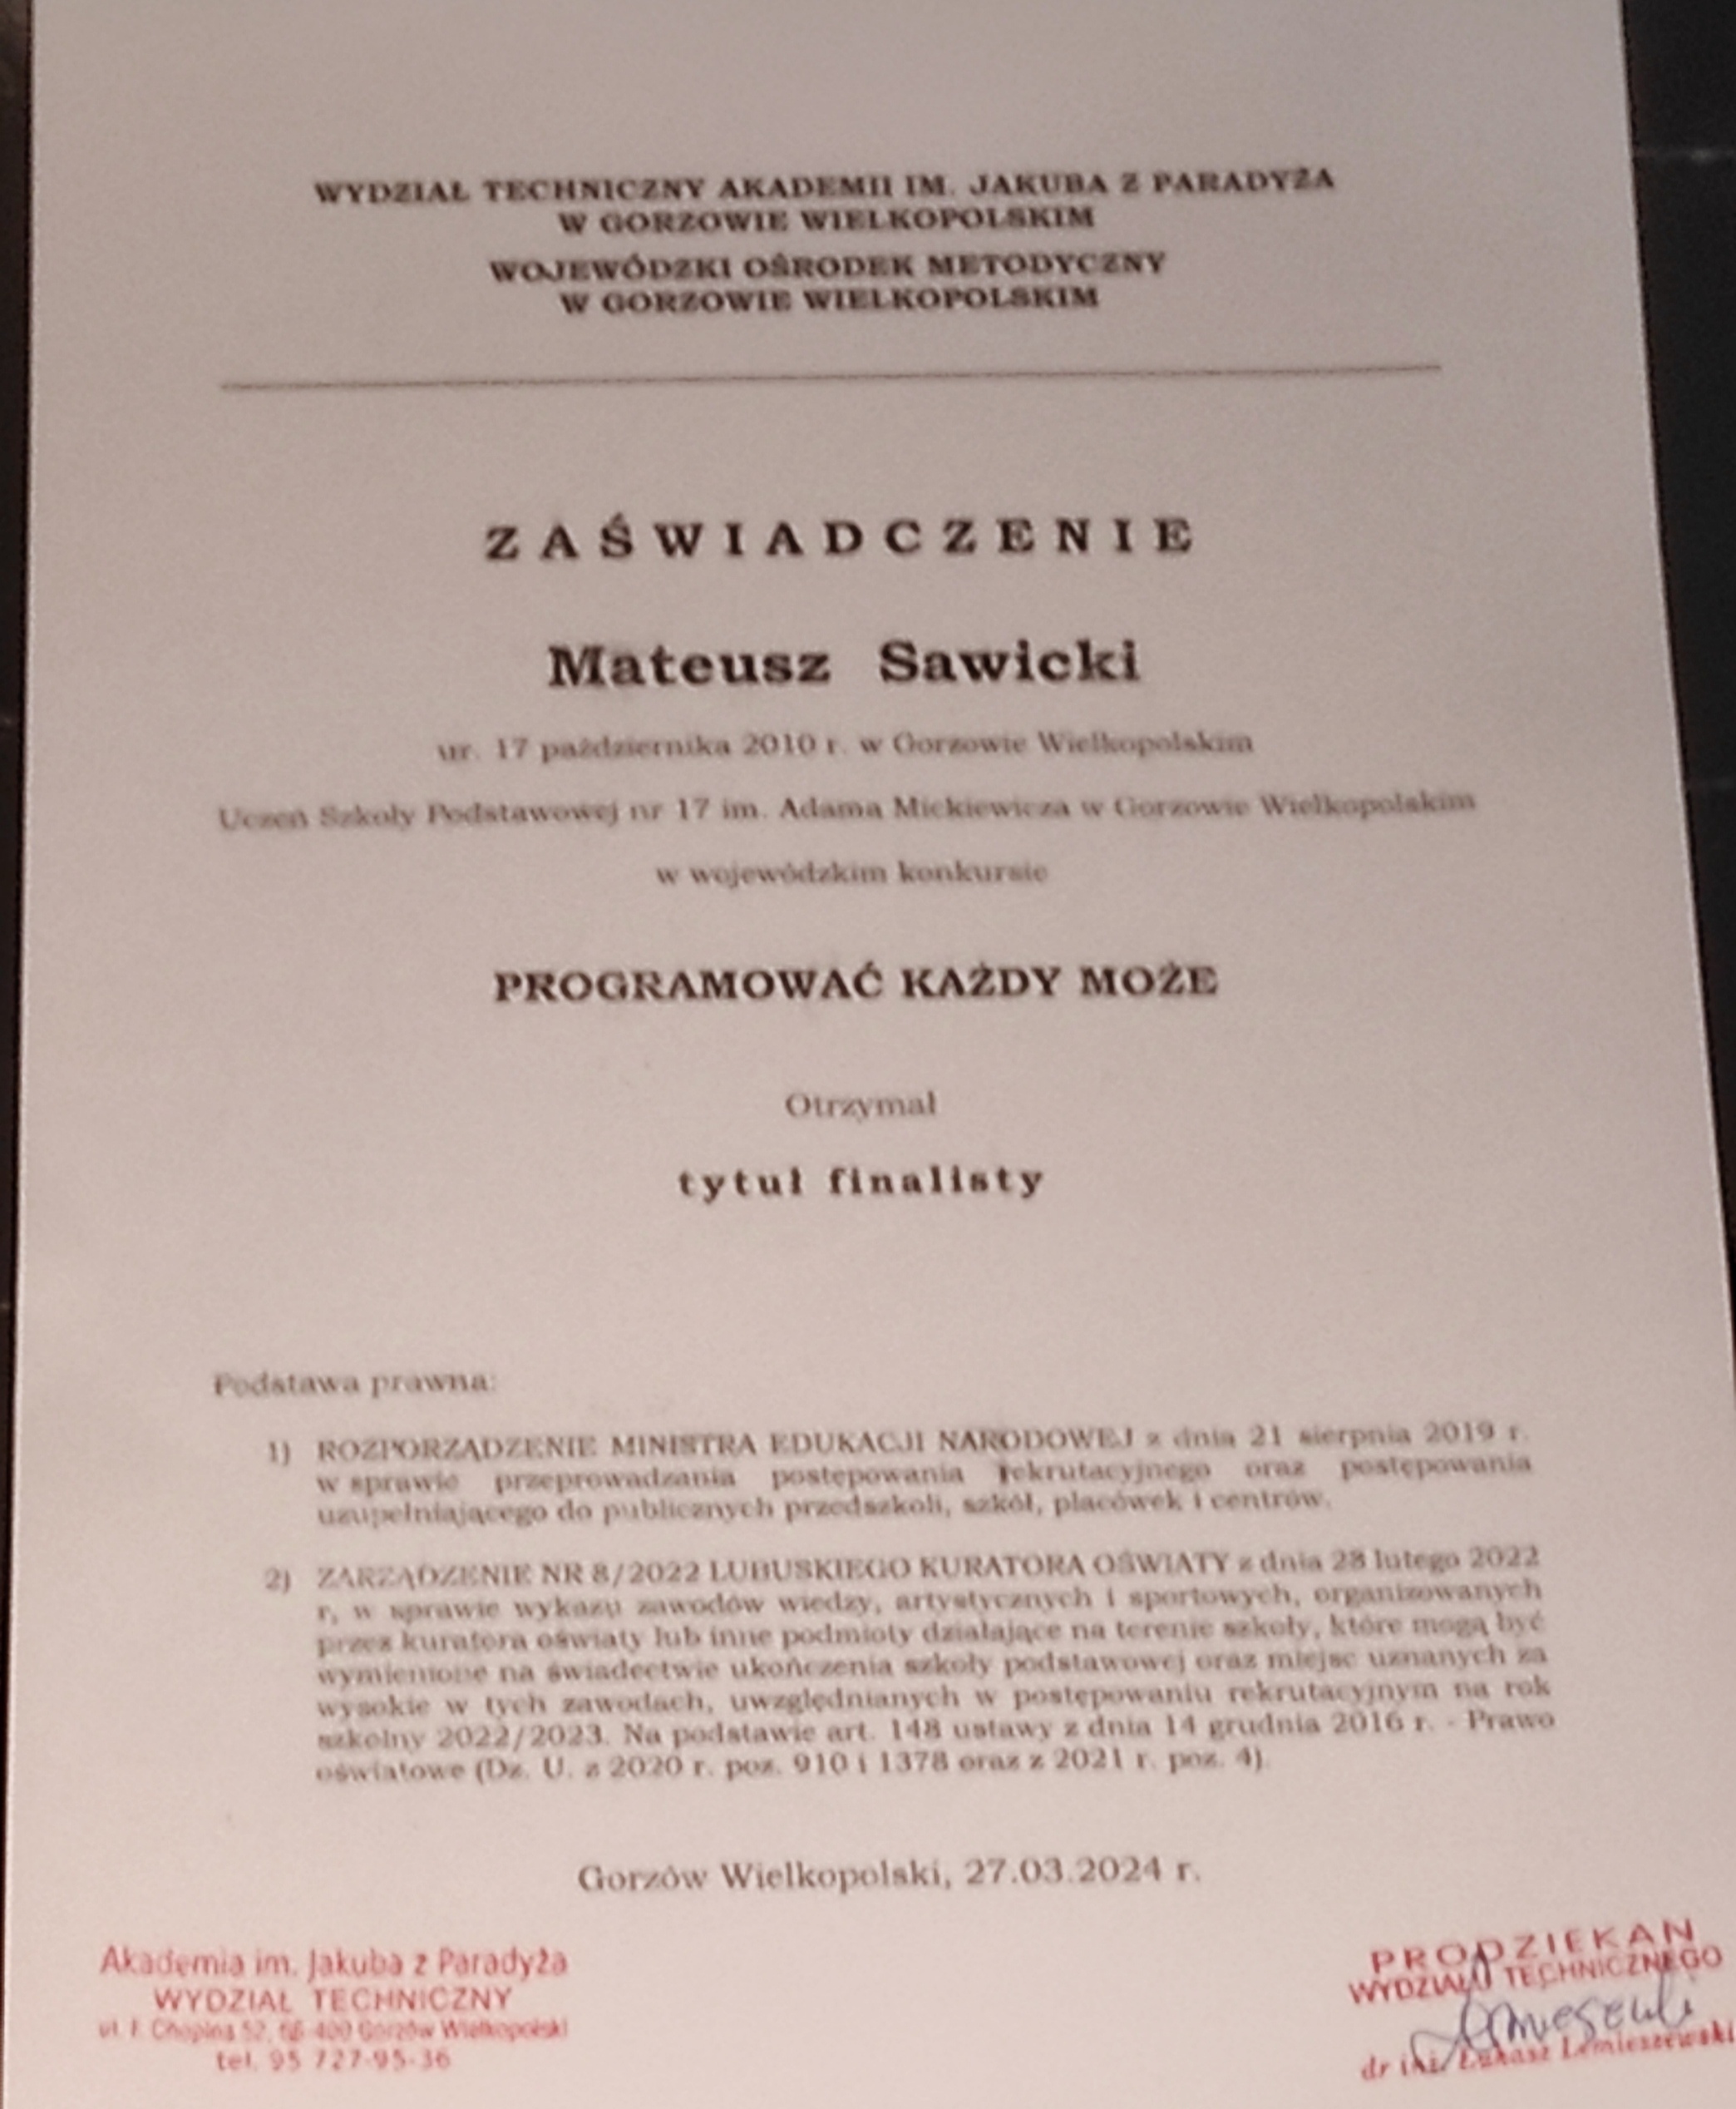 WYDZIAŁ TECHNICZNY AKADEMII IM. JAKUBA Z PARADYŻA
W GORZOWIE WIELKOPOLSKIM
WOJEWÓDZKI OŚRODEK METODYCZNY
W GORZOWIE WIELKOPOLSKIM
ZAŚWIADCZENIE
Mateusz Sawicki
ur. 17 października 2010 r. w Gorzowie Wielkopolskim
Uczeń Szkoły Podstawowej nr 17 im. Adama Mickiewicza w Gorzowie Wielkopolskim
w wojewódzkim konkursie
PROGRAMOWAĆ KAŻDY MOŻE
Otrzymał
tytuł finalisty
Podstawa prawna:
1) ROZPORZĄDZENIE MINISTRA EDUKACJI NARODOWEJ z dnia 21 sierpnia 2019 r.
w sprawie przeprowadzania postępowania rekrutacyjnego oraz postępowania
uzupełniającego do publicznych przedszkoli, szkół, placówek i centrów.
2) ZARZĄDZENIE NR 8/2022 LUBUSKIEGO KURATORA OŚWIATY z dnia 28 lutego 2022
r, w sprawie wykazu zawodów wiedzy, artystycznych i sportowych, organizowanych
przez kuratora oświaty lub inne podmioty działające na terenie szkoły, które mogą być
wymienione na świadectwie ukończenia szkoły podstawowej oraz miejsc uznanych za
wysokie w tych zawodach, uwzględnianych w postępowaniu rekrutacyjnym na rok
szkolny 2022/2023. Na podstawie art. 148 ustawy z dnia 14 grudnia 2016 r. - Prawo
oświatowe (Dz. U. z 2020 r. poz. 910 i 1378 oraz z 2021 r. poz. 4).
Gorzów Wielkopolski, 27.03.2024 r.
Akademia im. Jakuba z Paradyża
WYDZIAŁ TECHNICZNY
ul. F. Chopina 52, 66-400 Gorzów Wielkopolski
tel. 95 727-95-36
PRODZIEKAN
WYDZIAŁU TECHNICZNEGO
dr inż. Łukasz Lemieszewski